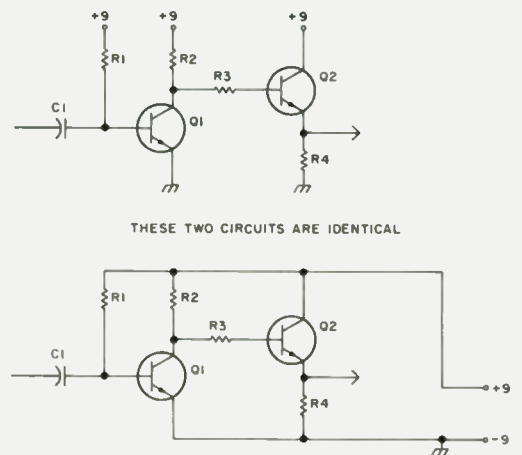 +9 +9 +9
R1 R2
R3 Q2
C1
Q1
R4
THESE TWO CIRCUITS ARE IDENTICAL
R1 R2 Q2
R3
C1
Q1
+9
R4
-9